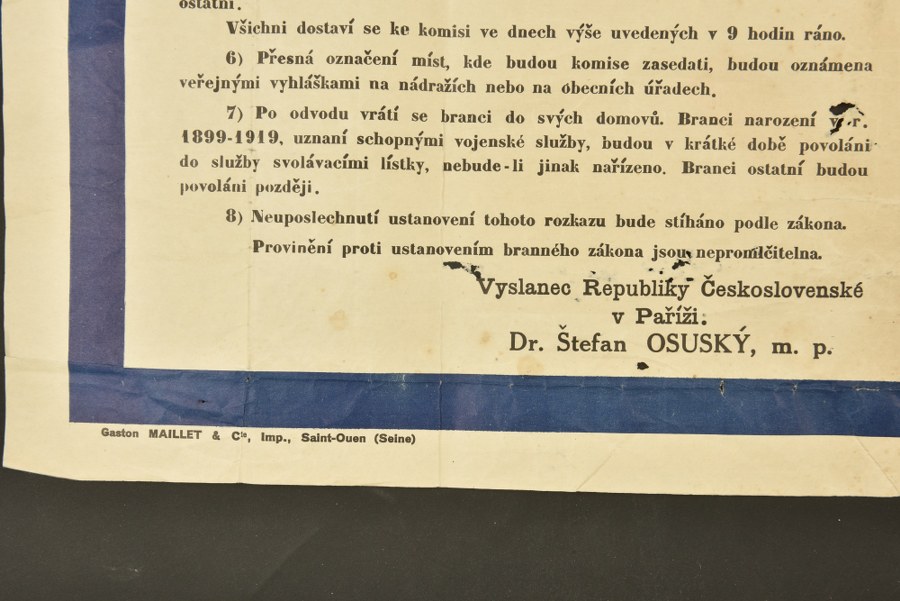 ostatní.
Všichni dostaví se ke komisi ve dnech výše uvedených v 9 hodin ráno.
6) Přesná označení míst, kde budou komise zasedati, budou oznámena
veřejnými vyhláškami na nádražích nebo na obecních úřadech.
7) Po odvodu vrátí se branci do svých domovů. Branci narození v r.
1899-1919, uznaní schopnými vojenské služby, budou v krátké době povoláni
do služby svolávacími lístky, nebude-li jinak nařízeno. Branci ostatní budou
povoláni později.
8) Neuposlechnutí ustanovení tohoto rozkazu bude stíháno podle zákona.
Provinění proti ustanovením branného zákona jsou nepromlčitelna.
Vyslanec Republiky Československé
v Paříži.
Dr. Štefan OSUSKÝ, m. p.
Gaston MAILLET & Cie, Imp., Saint-Ouen (Seine)